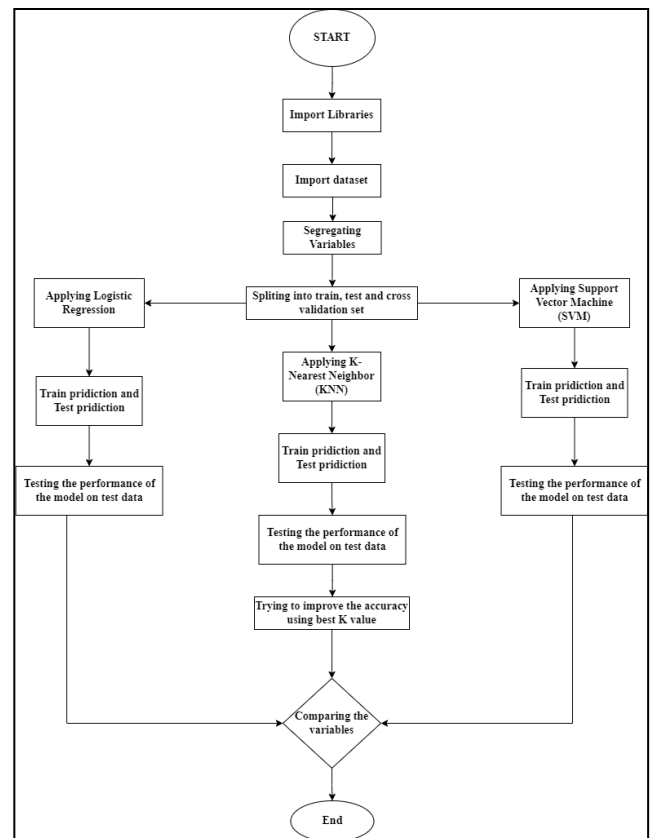 START
Import Libraries
Import dataset
Segregating
Variables
Applying Logistic
Regression
Spliting into train, test and cross
validation set
Applying Support
Vector Machine
(SVM)
Applying K-
Nearest Neighbor
(KNN)
Train pridiction and
Test pridiction
Train pridiction and
Test pridiction
Train pridiction and
Test pridiction
Testing the performance of
the model on test data
Testing the performance of
the model on test data
Testing the performance of
the model on test data
Trying to improve the accuracy
using best K value
Comparing the
variables
End